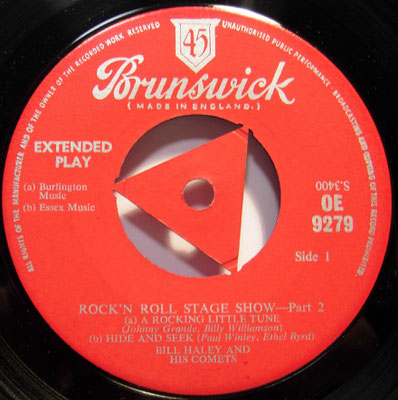 ALL RIGHTS OF THE MANUFACTURER AND OF THE OWNER OF THE RECORDED WORK RESERVED
UNAUTHORISED PUBLIC PERFORMANCE, BROADCASTING AND COPYING OF THIS RECORD PROHIBITED
45
Brunswick
( MADE IN ENGLAND. )
EXTENDED
PLAY
(a) Burlington
Music
(b) Essex Music
S.3400
OE
9279
Side 1
ROCK'N ROLL STAGE SHOW—Part 2
(a) A ROCKING LITTLE TUNE
(Johnny Grande, Billy Williamson)
(b) HIDE AND SEEK (Paul Winley, Ethel Byrd)
BILL HALEY AND
HIS COMETS